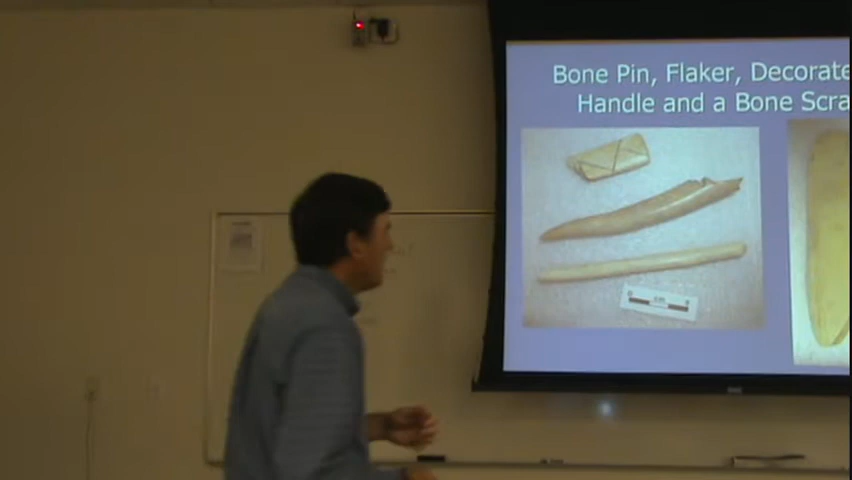 Bone Pin, Flaker, Decorate
Handle and a Bone Scra